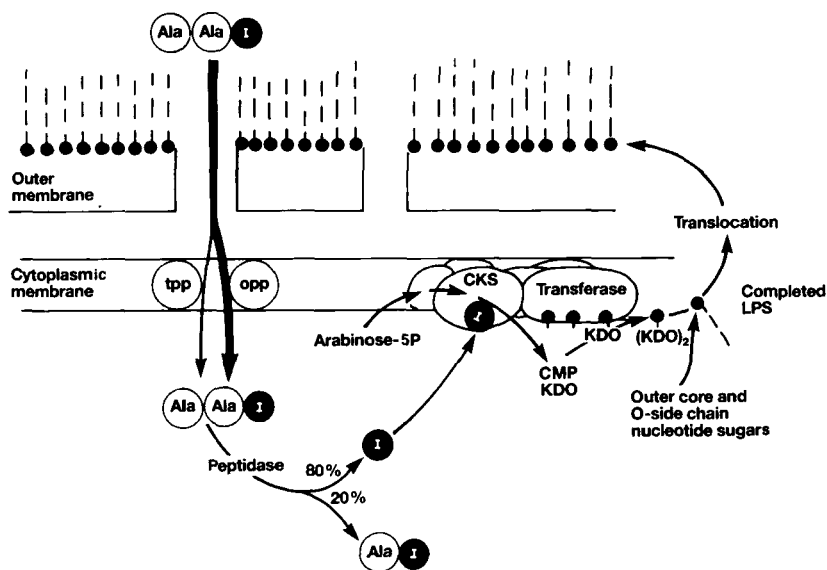 Ala Ala I
Outer
membrane
Cytoplasmic
membrane
tpp
opp
CKS
Transferase
I
Translocation
Completed
LPS
Arabinose-5P
KDO
(KDO)₂
CMP
KDO
Outer core and
O-side chain
nucleotide sugars
Ala Ala I
Peptidase
80%
I
20%
Ala I